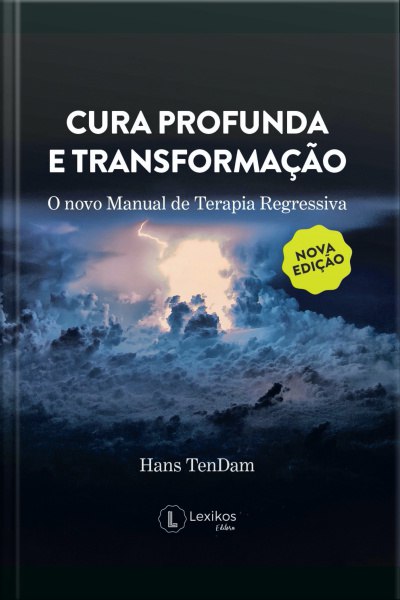 CURA PROFUNDA
E TRANSFORMAÇÃO
O novo Manual de Terapia Regressiva
NOVA
EDIÇÃO
Hans TenDam
L
Lexikos
Editora